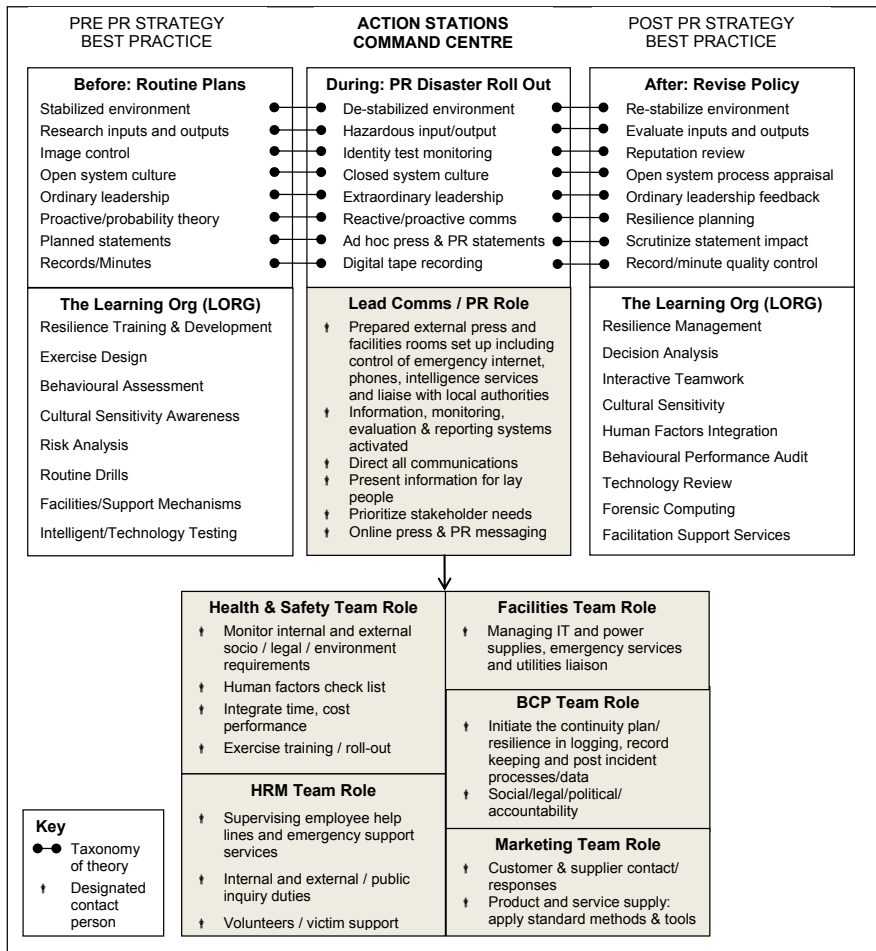 PRE PR STRATEGY
BEST PRACTICE
ACTION STATIONS
COMMAND CENTRE
POST PR STRATEGY
BEST PRACTICE
Before: Routine Plans
Stabilized environment
Research inputs and outputs
Image control
Open system culture
Ordinary leadership
Proactive/probability theory
Planned statements
Records/Minutes
During: PR Disaster Roll Out
De-stabilized environment
Hazardous input/output
Identity test monitoring
Closed system culture
Extraordinary leadership
Reactive/proactive comms
Ad hoc press & PR statements
Digital tape recording
After: Revise Policy
Re-stabilize environment
Evaluate inputs and outputs
Reputation review
Open system process appraisal
Ordinary leadership feedback
Resilience planning
Scrutinize statement impact
Record/minute quality control
The Learning Org (LORG)
Resilience Training & Development
Exercise Design
Behavioural Assessment
Cultural Sensitivity Awareness
Risk Analysis
Routine Drills
Facilities/Support Mechanisms
Intelligent/Technology Testing
Lead Comms / PR Role
Prepared external press and
facilities rooms set up including
control of emergency internet,
phones, intelligence services
and liaise with local authorities
Information, monitoring,
evaluation & reporting systems
activated
Direct all communications
Present information for lay
people
Prioritize stakeholder needs
Online press & PR messaging
The Learning Org (LORG)
Resilience Management
Decision Analysis
Interactive Teamwork
Cultural Sensitivity
Human Factors Integration
Behavioural Performance Audit
Technology Review
Forensic Computing
Facilitation Support Services
Health & Safety Team Role
Monitor internal and external
socio / legal / environment
requirements
Human factors check list
Integrate time, cost
performance
Exercise training / roll-out
HRM Team Role
Supervising employee help
lines and emergency support
services
Internal and external / public
inquiry duties
Volunteers / victim support
Facilities Team Role
Managing IT and power
supplies, emergency services
and utilities liaison
BCP Team Role
Initiate the continuity plan/
resilience in logging, record
keeping and post incident
processes/data
Social/legal/political/
accountability
Marketing Team Role
Customer & supplier contact/
responses
Product and service supply:
apply standard methods & tools
Key
Taxonomy
of theory
Designated
contact
person